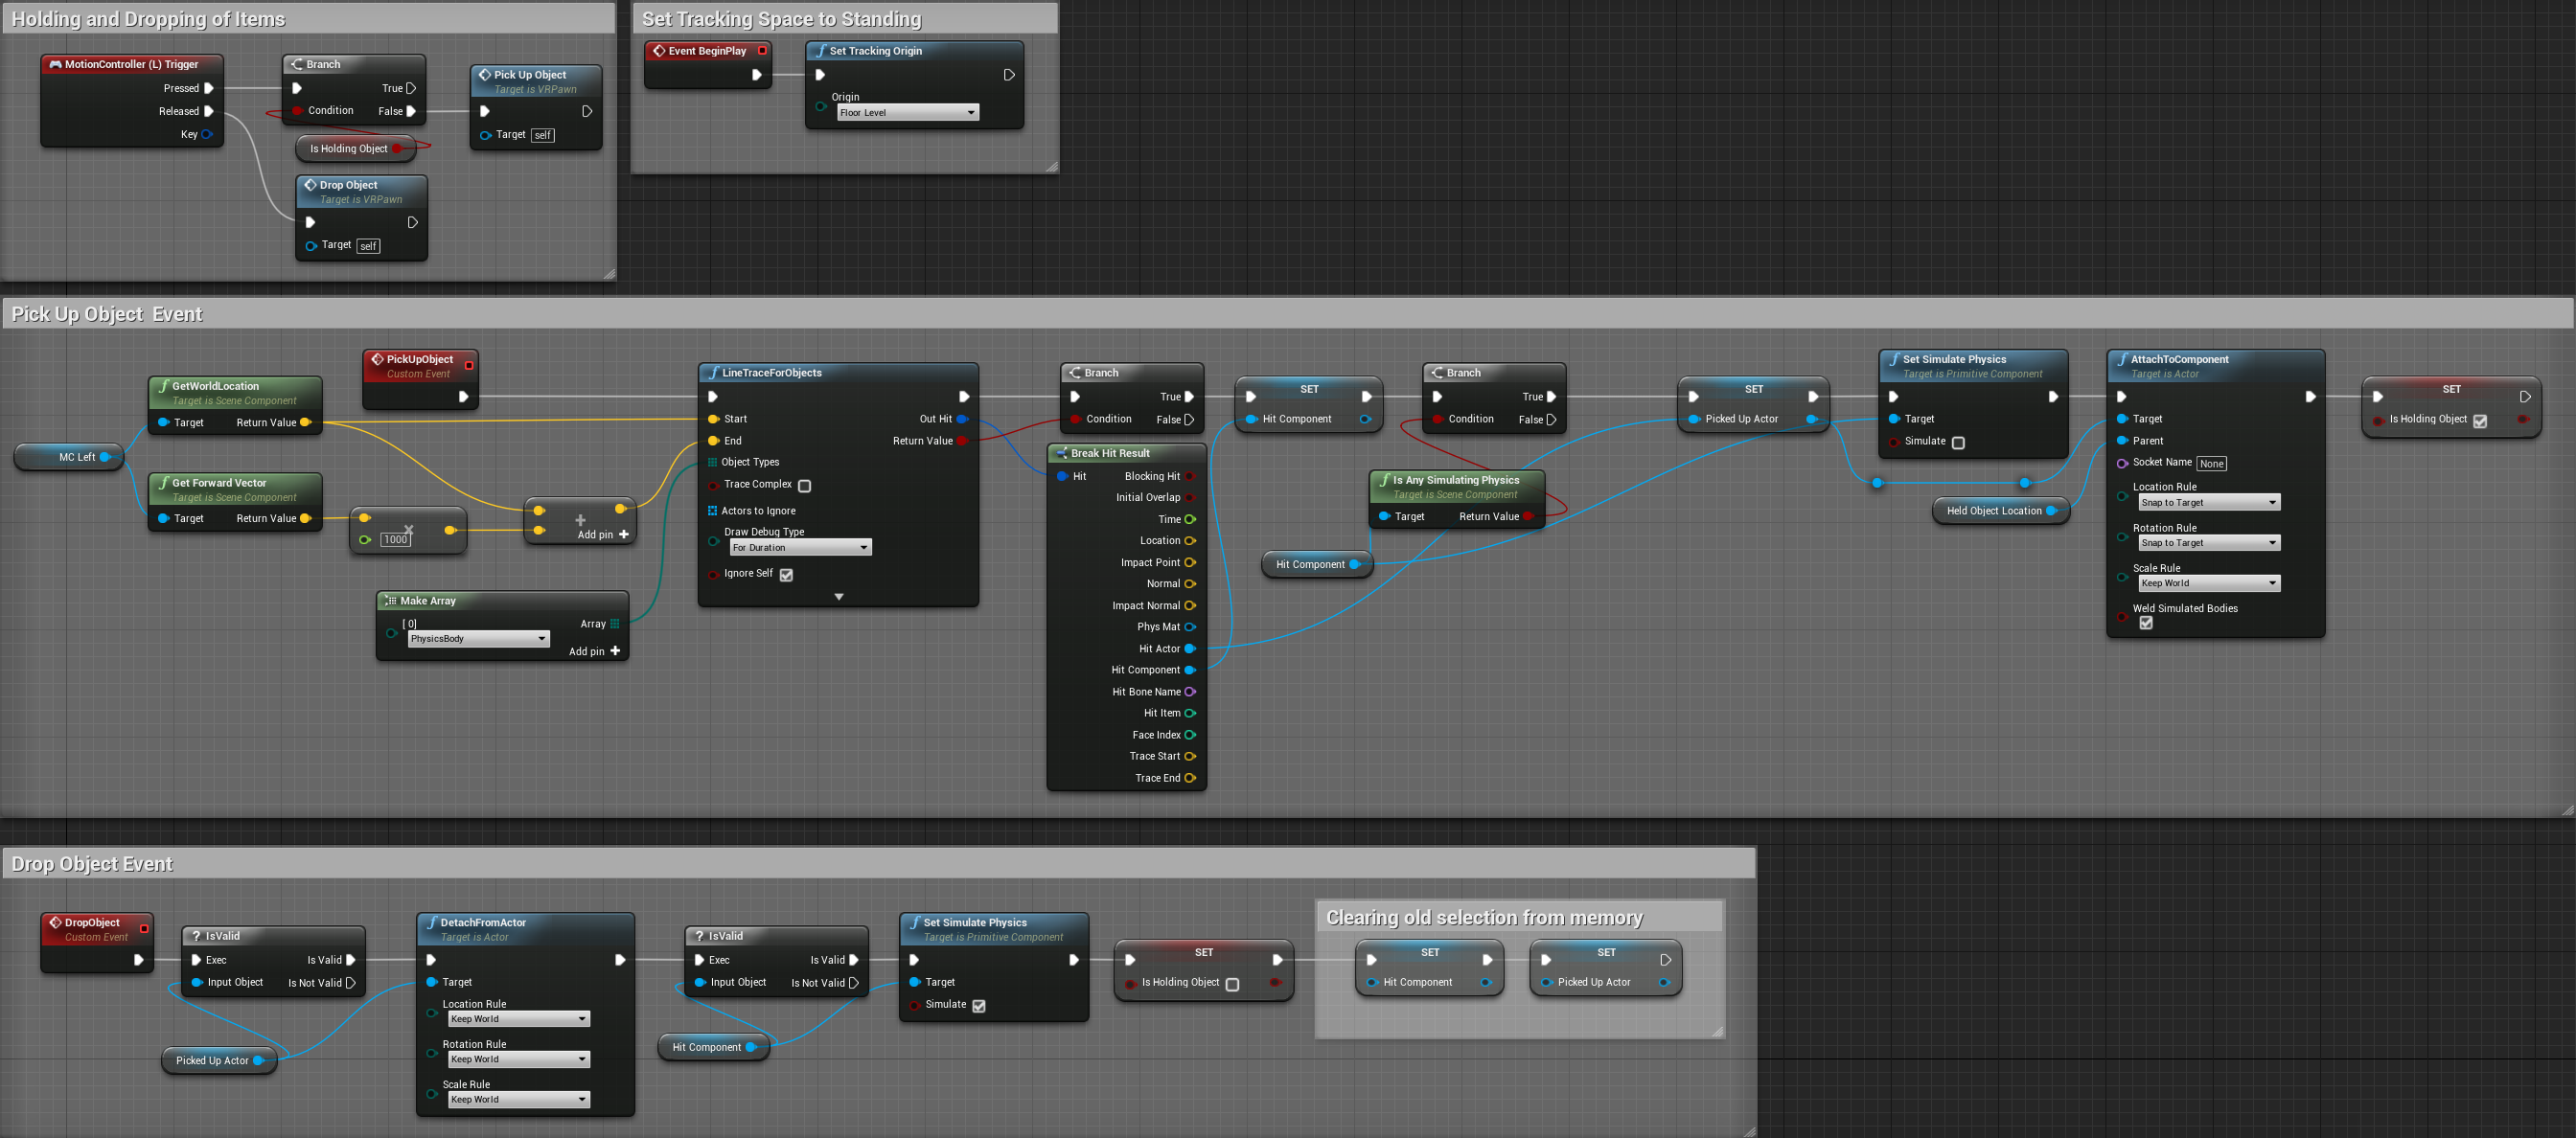 Holding and Dropping of Items
MotionController (L) Trigger
Pressed
Released
Key
Branch
True
Condition
False
Is Holding Object
Pick Up Object
Target is VRPawn
Target self
Drop Object
Target is VRPawn
Target self
Set Tracking Space to Standing
Event BeginPlay
Set Tracking Origin
Origin
Floor Level
Pick Up Object Event
MC Left
GetWorldLocation
Target is Scene Component
Target Return Value
Get Forward Vector
Target is Scene Component
Target Return Value
PickUpObject
Custom Event
1000
Add pin
Make Array
[ 0] Array
PhysicsBody
Add pin
LineTraceForObjects
Start Out Hit
End Return Value
Object Types
Trace Complex
Actors to Ignore
Draw Debug Type
For Duration
Ignore Self
Branch
True
Condition False
Break Hit Result
Hit Blocking Hit
Initial Overlap
Time
Location
Impact Point
Normal
Impact Normal
Phys Mat
Hit Actor
Hit Component
Hit Bone Name
Hit Item
Face Index
Trace Start
Trace End
SET
Hit Component
Branch
True
Condition False
Is Any Simulating Physics
Target is Scene Component
Target Return Value
Hit Component
SET
Picked Up Actor
Set Simulate Physics
Target is Primitive Component
Target
Simulate
Held Object Location
AttachToComponent
Target is Actor
Target
Parent
Socket Name None
Location Rule
Snap to Target
Rotation Rule
Snap to Target
Scale Rule
Keep World
Weld Simulated Bodies
SET
Is Holding Object
Drop Object Event
DropObject
Custom Event
IsValid
Exec Is Valid
Input Object Is Not Valid
Picked Up Actor
DetachFromActor
Target is Actor
Target
Location Rule
Keep World
Rotation Rule
Keep World
Scale Rule
Keep World
IsValid
Exec Is Valid
Input Object Is Not Valid
Hit Component
Set Simulate Physics
Target is Primitive Component
Target
Simulate
SET
Is Holding Object
Clearing old selection from memory
SET
Hit Component
SET
Picked Up Actor